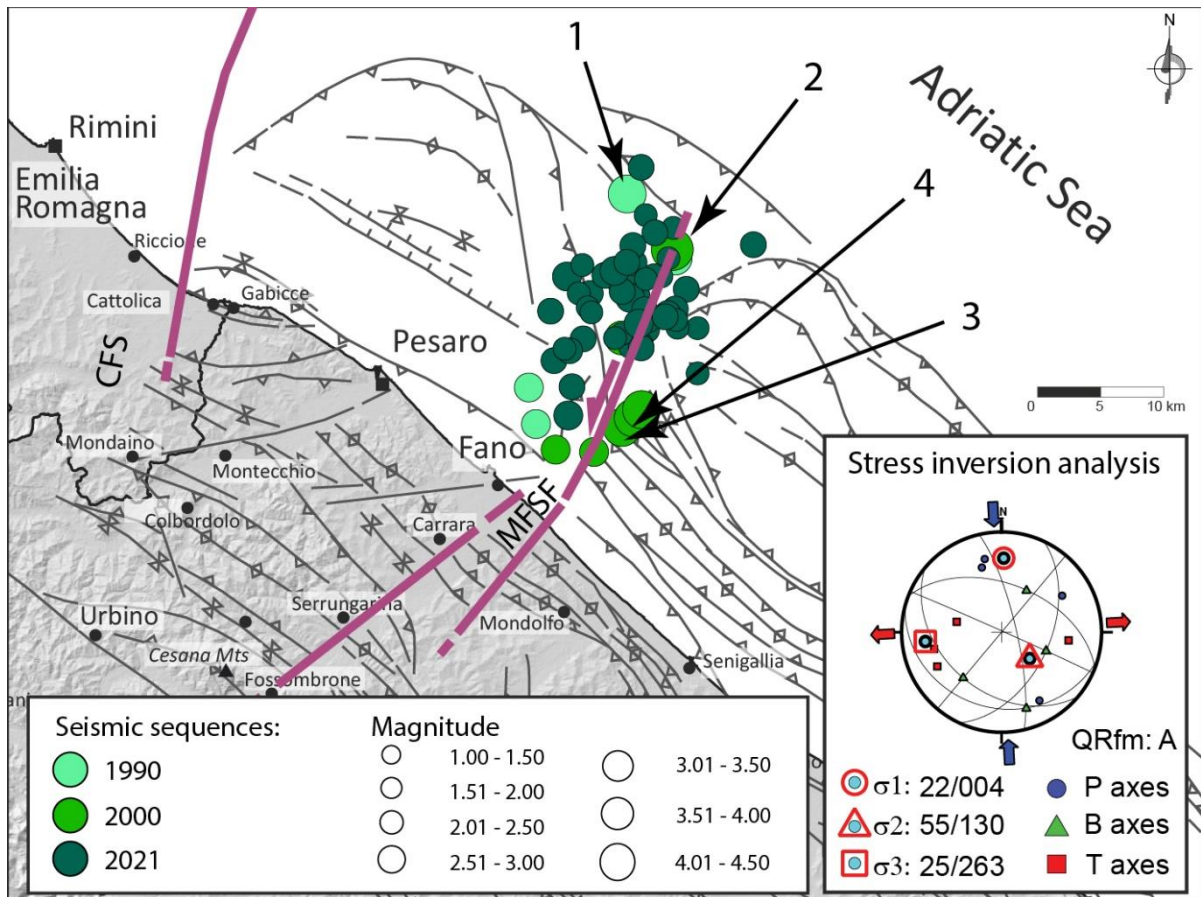 N
1
2
4
3
Adriatic Sea
Rimini
Emilia
Romagna
Riccione
Cattolica
Gabicce
CFS
Pesaro
Mondaino
Montecchio
Fano
Colbordolo
Carrara
MFSF
Urbino
Serrungarina
Mondolfo
Cesana Mts
Fossombrone
Senigallia
0 5 10 km
Seismic sequences:
1990
2000
2021
Magnitude
1.00 - 1.50
1.51 - 2.00
2.01 - 2.50
2.51 - 3.00
3.01 - 3.50
3.51 - 4.00
4.01 - 4.50
Stress inversion analysis
N
QRfm: A
σ1: 22/004
σ2: 55/130
σ3: 25/263
P axes
B axes
T axes